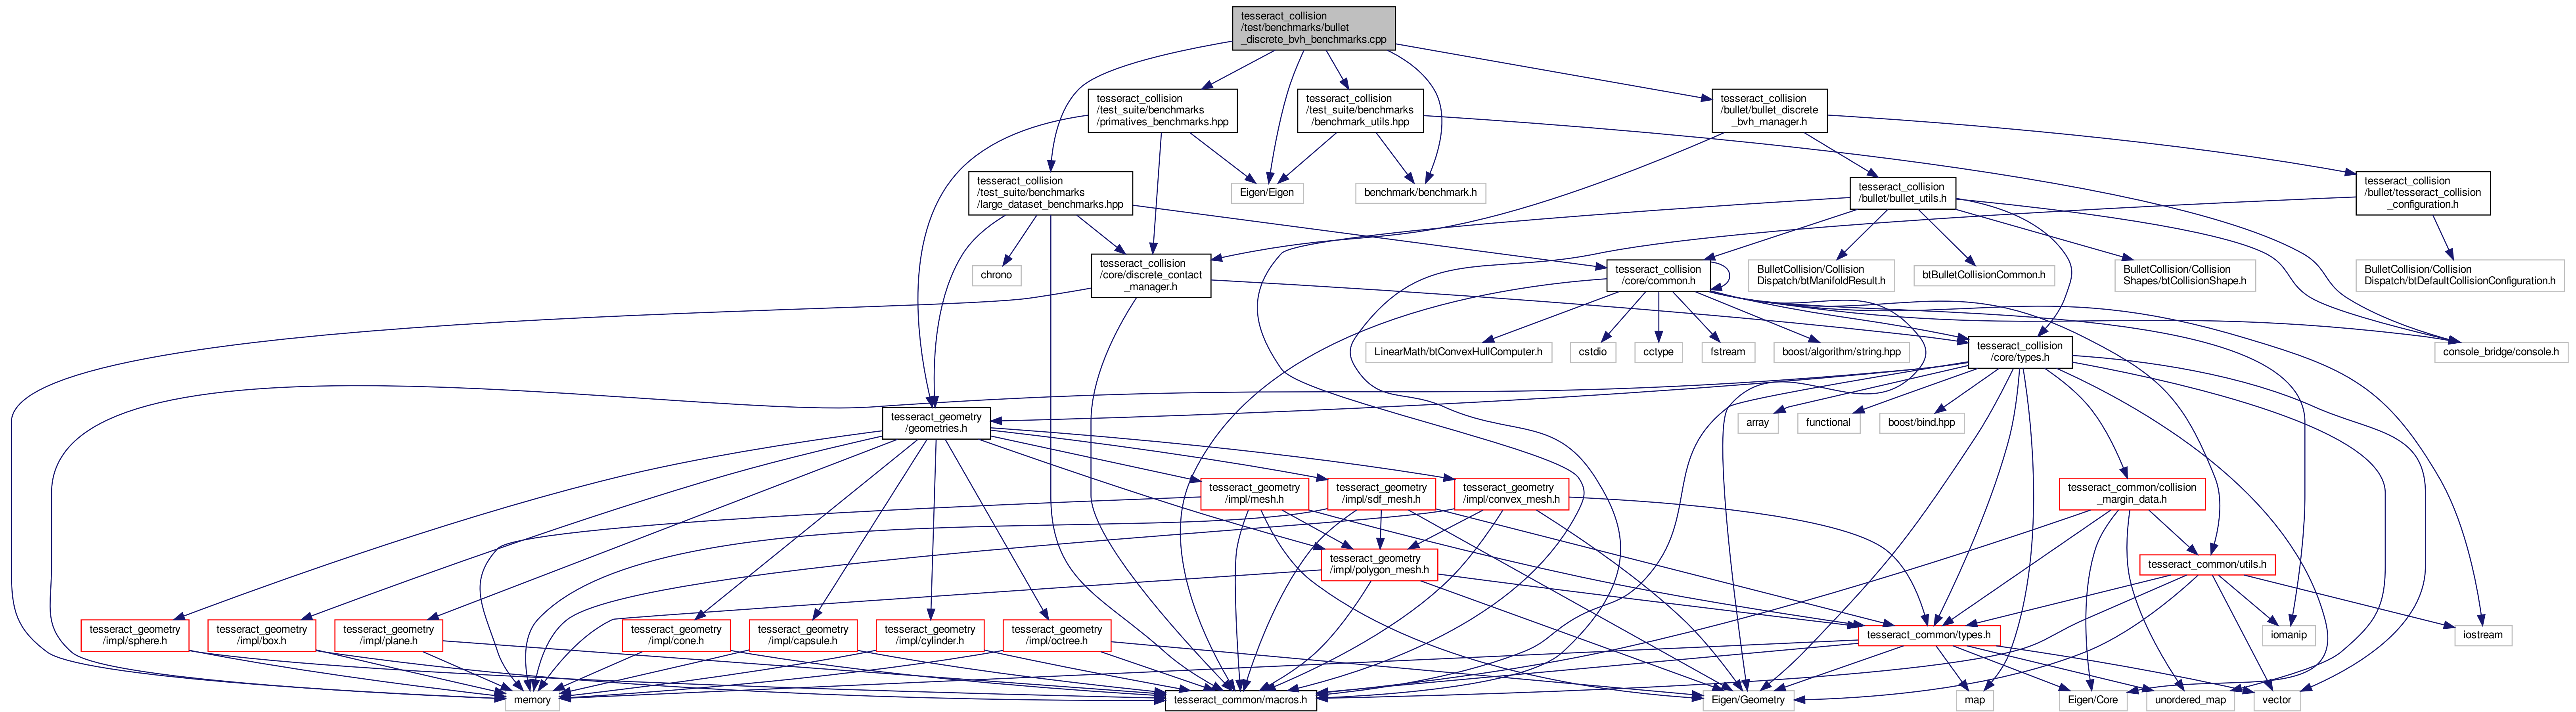 tesseract_collision
/test/benchmarks/bullet
_discrete_bvh_benchmarks.cpp
tesseract_collision
/test_suite/benchmarks
/primatives_benchmarks.hpp
tesseract_collision
/test_suite/benchmarks
/benchmark_utils.hpp
tesseract_collision
/bullet/bullet_discrete
_bvh_manager.h
tesseract_collision
/test_suite/benchmarks
/large_dataset_benchmarks.hpp
Eigen/Eigen
benchmark/benchmark.h
tesseract_collision
/bullet/bullet_utils.h
tesseract_collision
/bullet/tesseract_collision
_configuration.h
chrono
tesseract_collision
/core/discrete_contact
_manager.h
tesseract_collision
/core/common.h
BulletCollision/Collision
Dispatch/btManifoldResult.h
btBulletCollisionCommon.h
BulletCollision/Collision
Shapes/btCollisionShape.h
BulletCollision/Collision
Dispatch/btDefaultCollisionConfiguration.h
LinearMath/btConvexHullComputer.h
cstdio
cctype
fstream
boost/algorithm/string.hpp
tesseract_collision
/core/types.h
console_bridge/console.h
tesseract_geometry
/geometries.h
array
functional
boost/bind.hpp
tesseract_geometry
/impl/mesh.h
tesseract_geometry
/impl/sdf_mesh.h
tesseract_geometry
/impl/convex_mesh.h
tesseract_common/collision
_margin_data.h
tesseract_geometry
/impl/polygon_mesh.h
tesseract_common/utils.h
tesseract_geometry
/impl/sphere.h
tesseract_geometry
/impl/box.h
tesseract_geometry
/impl/plane.h
tesseract_geometry
/impl/cone.h
tesseract_geometry
/impl/capsule.h
tesseract_geometry
/impl/cylinder.h
tesseract_geometry
/impl/octree.h
tesseract_common/types.h
iomanip
iostream
memory
tesseract_common/macros.h
Eigen/Geometry
map
Eigen/Core
unordered_map
vector